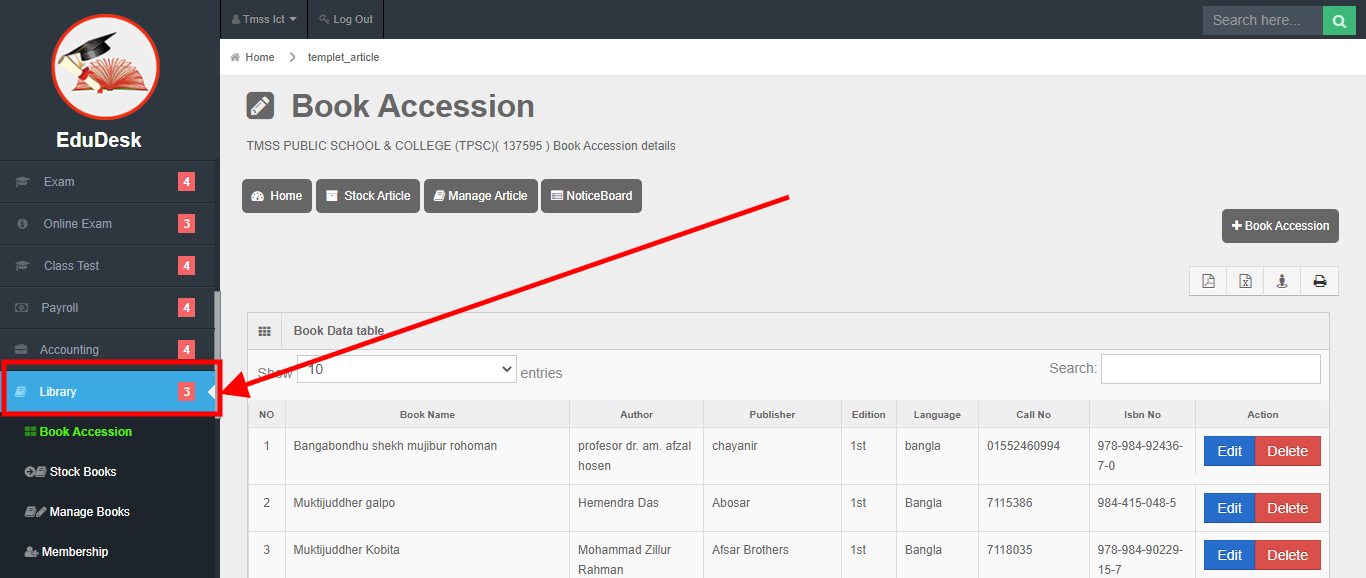 Tmss Ict
Log Out
Search here...
EduDesk
Home
templet_article
Book Accession
TMSS PUBLIC SCHOOL & COLLEGE (TPSC)( 137595 ) Book Accession details
Home
Stock Article
Manage Article
NoticeBoard
Book Accession
Exam 4
Online Exam 3
Class Test 4
Payroll 4
Accounting 4
Library 3
Book Accession
Stock Books
Manage Books
Membership
Book Data table
Show 10 entries
Search:
NO Book Name Author Publisher Edition Language Call No Isbn No Action
1 Bangabondhu shekh mujibur rohoman profesor dr. am. afzal chayanir 1st bangla 01552460994 978-984-92436- Edit Delete
hosen 7-0
2 Muktijuddher galpo Hemendra Das Abosar 1st Bangla 7115386 984-415-048-5 Edit Delete
3 Muktijuddher Kobita Mohammad Zillur Afsar Brothers 1st Bangla 7118035 978-984-90229- Edit Delete
Rahman 15-7